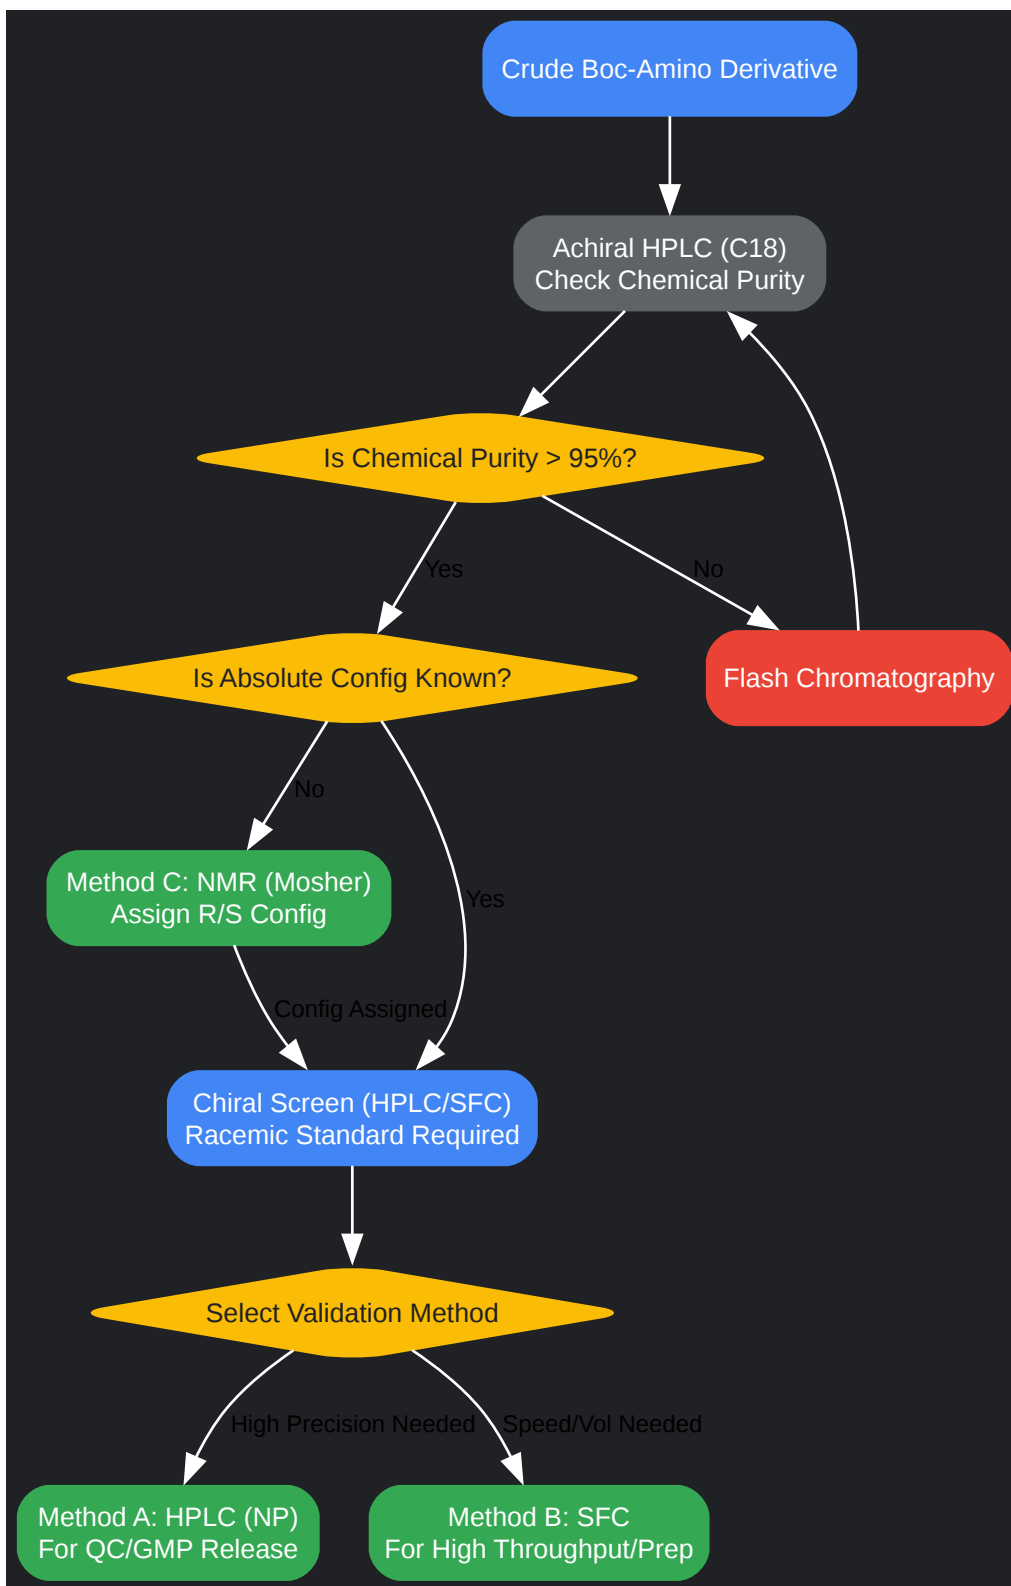 Crude Boc-Amino Derivative
Achiral HPLC (C18)
Check Chemical Purity
Is Chemical Purity > 95%?
Yes
No
Is Absolute Config Known?
Flash Chromatography
No
Method C: NMR (Mosher)
Assign R/S Config
Yes
Config Assigned
Chiral Screen (HPLC/SFC)
Racemic Standard Required
Select Validation Method
High Precision Needed
Speed/Vol Needed
Method A: HPLC (NP)
For QC/GMP Release
Method B: SFC
For High Throughput/Prep